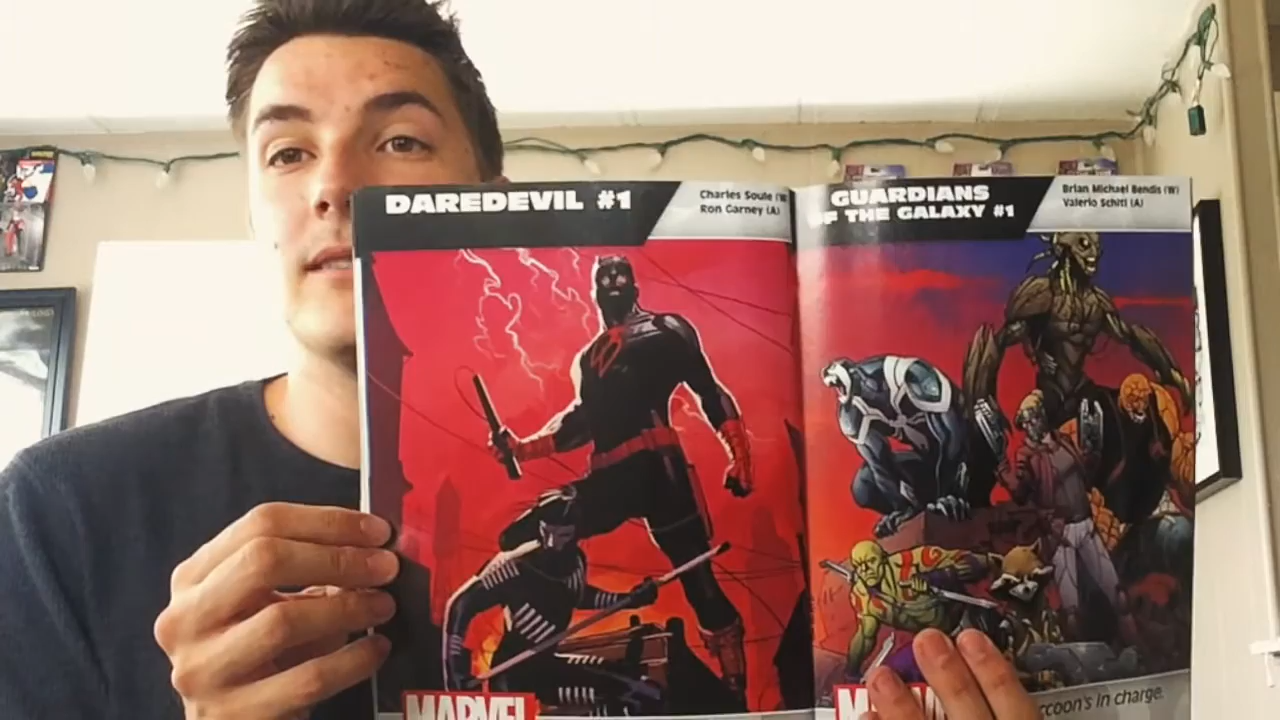 DAREDEVIL #1
Charles Soule (W)
Ron Garney (A)
MARVEL
GUARDIANS
OF THE GALAXY #1
Brian Michael Bendis (W)
Valerio Schiti (A)
in charge.